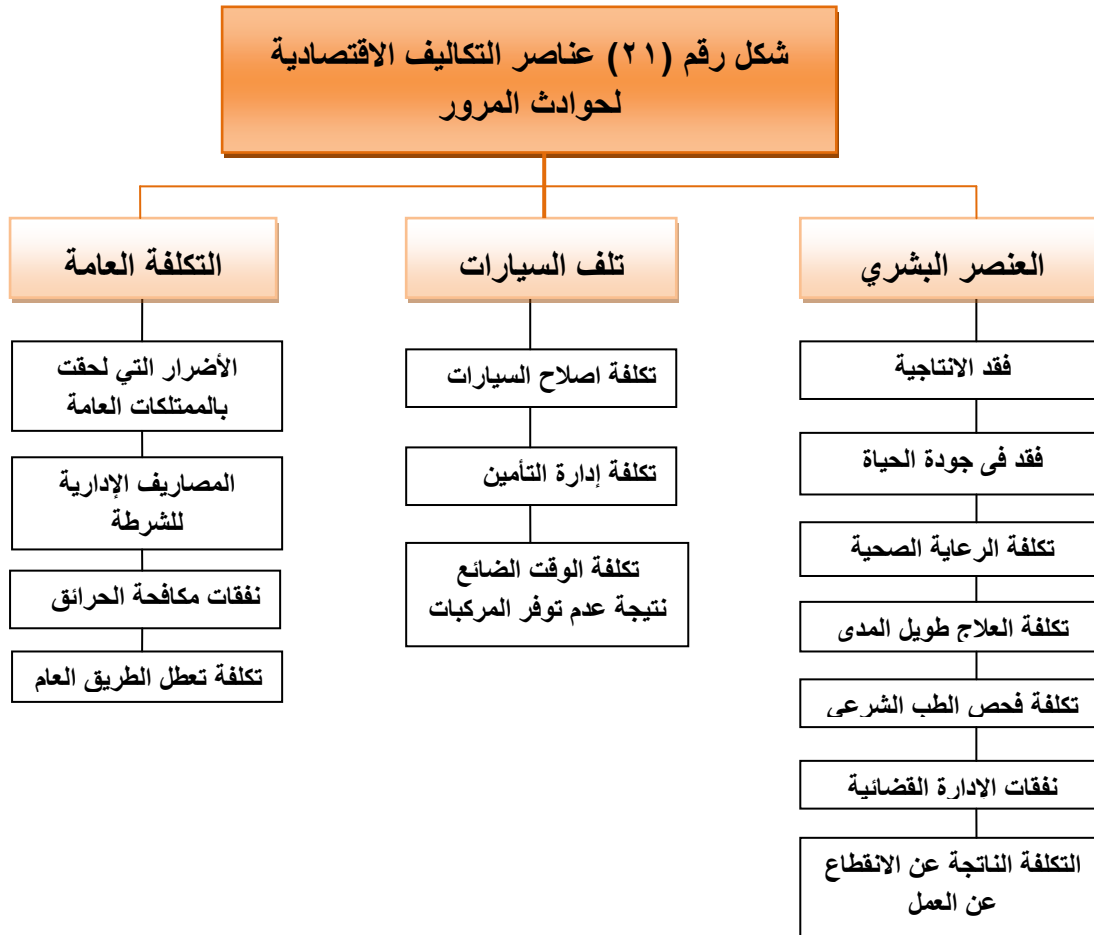 شكل رقم (٢١) عناصر التكاليف الاقتصادية
لحوادث المرور
العنصر البشري
فقد الانتاجية
فقد فى جودة الحياة
تكلفة الرعاية الصحية
تكلفة العلاج طويل المدى
تكلفة فحص الطب الشرعى
نفقات الادارة القضائية
التكلفة الناتجة عن الانقطاع
عن العمل
تلف السيارات
تكلفة اصلاح السيارات
تكلفة إدارة التأمين
تكلفة الوقت الضائع
نتيجة عدم توفر المركبات
التكلفة العامة
الأضرار التي لحقت
بالممتلكات العامة
المصاريف الإدارية
للشرطة
نفقات مكافحة الحرائق
تكلفة تعطل الطريق العام